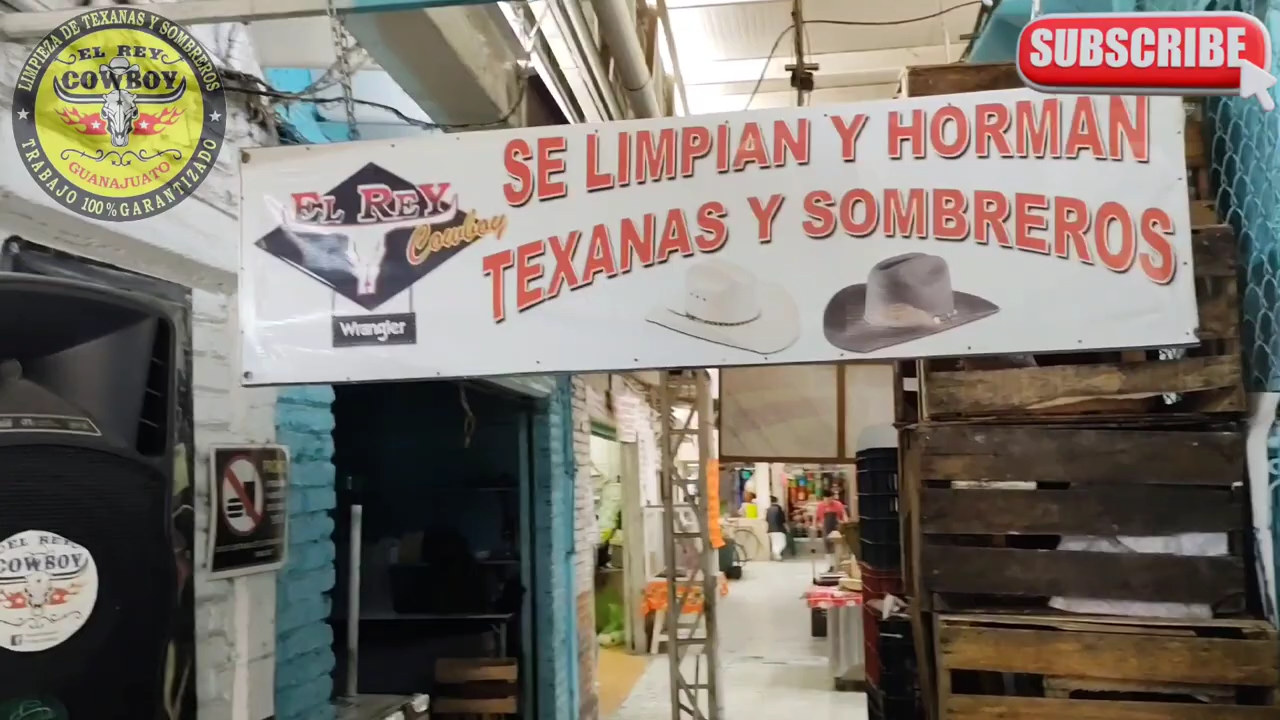 LIMPIEZA DE TEXANAS Y SOMBREROS
EL REY
COWBOY
GUANAJUATO
TRABAJO 100% GARANTIZADO
SUBSCRIBE
SE LIMPIAN Y HORMAN
TEXANAS Y SOMBREROS
EL REY
Cowboy
Wrangler
EL REY
COWBOY